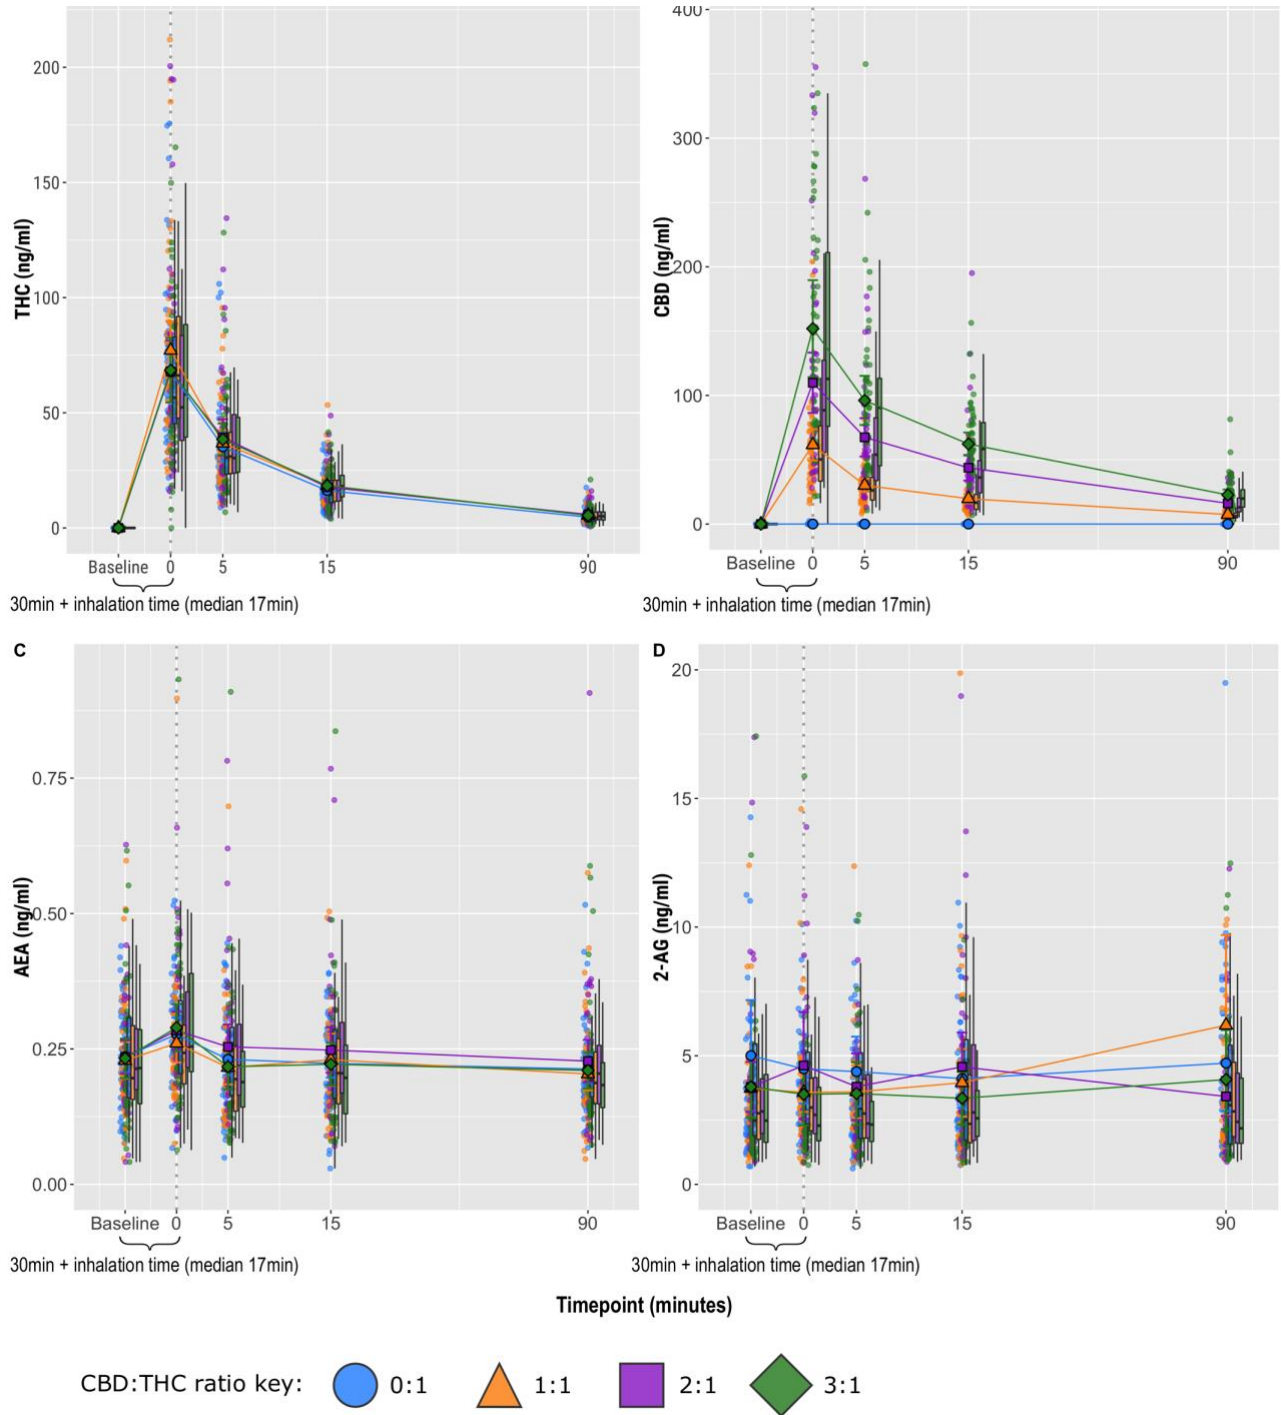 THC (ng/ml)
200
150
100
50
0
Baseline 0 5 15 90
30min + inhalation time (median 17min)
CBD (ng/ml)
400
300
200
100
0
Baseline 0 5 15 90
30min + inhalation time (median 17min)
C
AEA (ng/ml)
0.75
0.50
0.25
0.00
Baseline 0 5 15 90
30min + inhalation time (median 17min)
D
2-AG (ng/ml)
20
15
10
5
0
Baseline 0 5 15 90
30min + inhalation time (median 17min)
Timepoint (minutes)
CBD:THC ratio key: 0:1 1:1 2:1 3:1